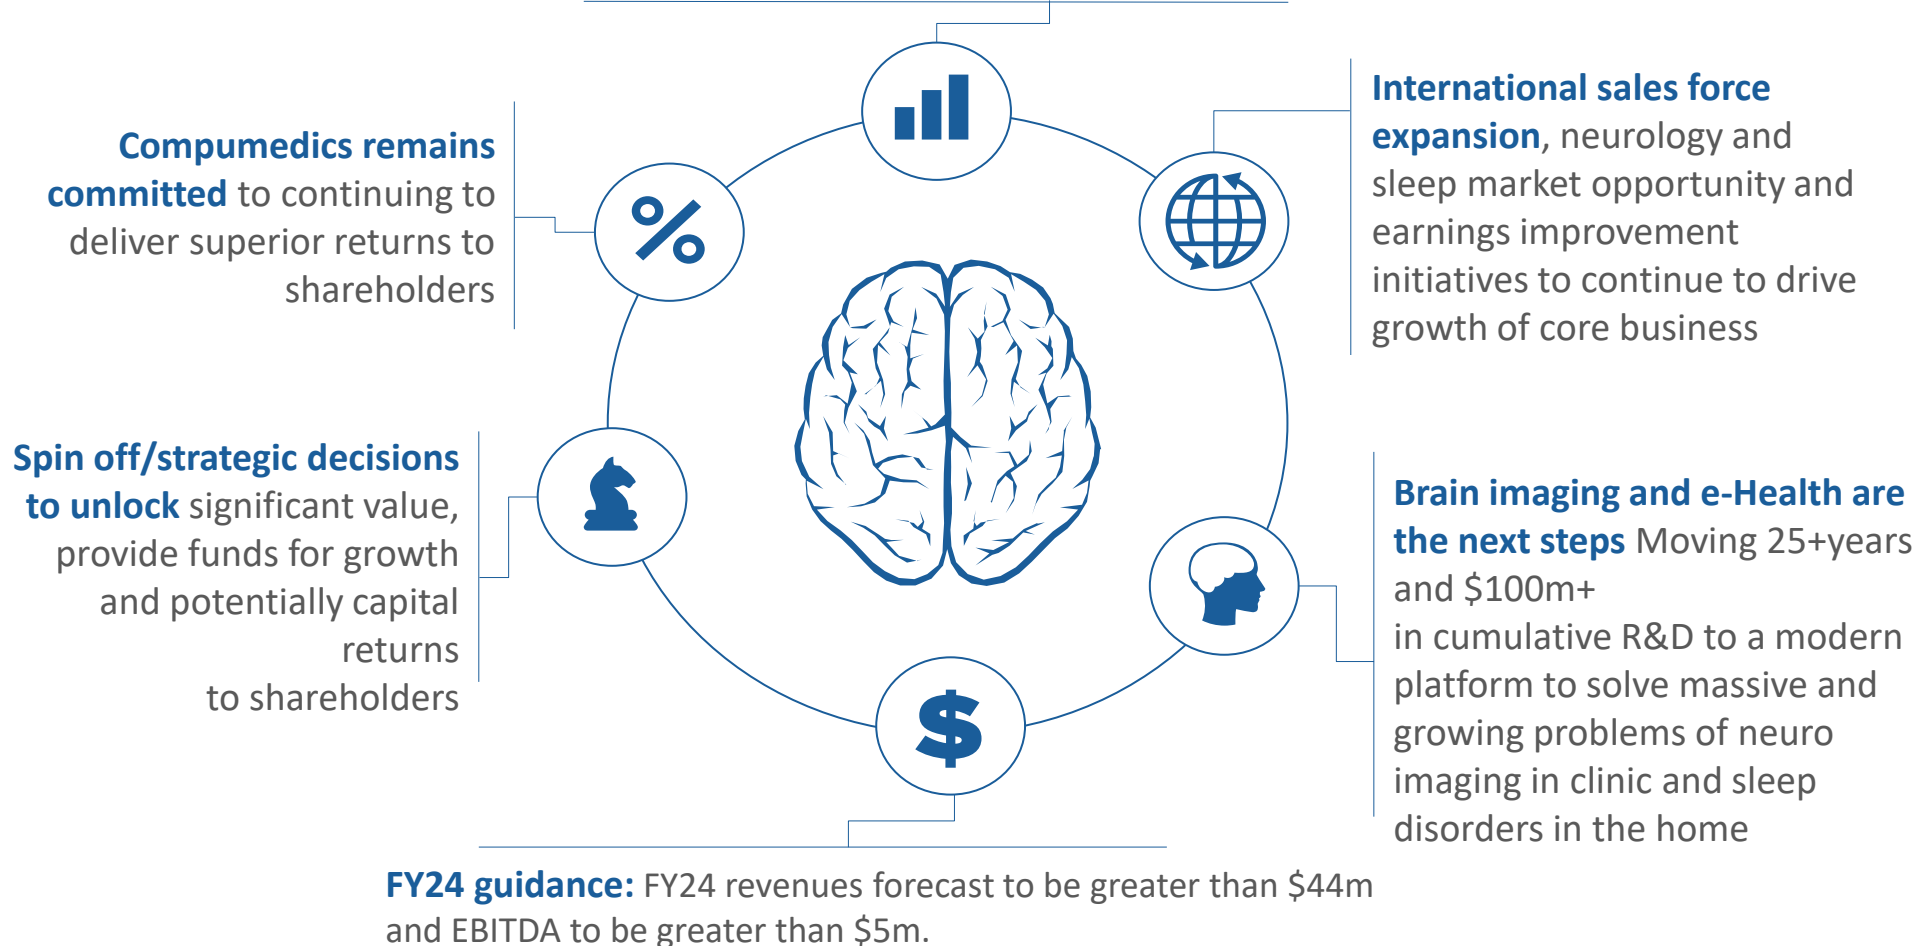 Compumedics remains
committed to continuing to
deliver superior returns to
shareholders
International sales force
expansion, neurology and
sleep market opportunity and
earnings improvement
initiatives to continue to drive
growth of core business
Spin off/strategic decisions
to unlock significant value,
provide funds for growth
and potentially capital
returns
to shareholders
Brain imaging and e-Health are
the next steps Moving 25+years
and $100m+
in cumulative R&D to a modern
platform to solve massive and
growing problems of neuro
imaging in clinic and sleep
disorders in the home
FY24 guidance: FY24 revenues forecast to be greater than $44m
and EBITDA to be greater than $5m.